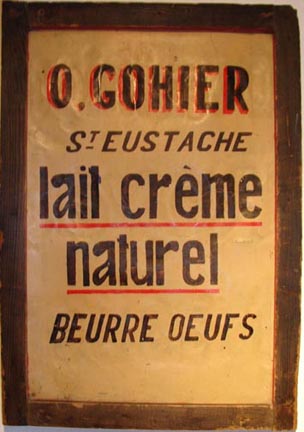 O. GOHIER
ST EUSTACHE
lait crème
naturel
BEURRE OEUFS